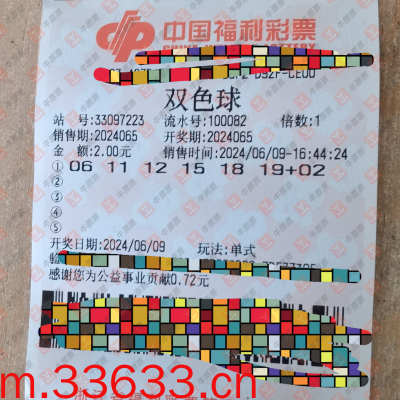 中国福利彩票
双色球
站 号:33097223 流水号:100082 倍数:1
销售期:2024065 开奖期:2024065
金 额:2.00元 销售时间:2024/06/09-16:44:24
① 06 11 12 15 18 19+02
②
③
④
⑤
开奖日期:2024/06/09 玩法:单式
感谢您为公益事业贡献0.72元
m.33633.cn